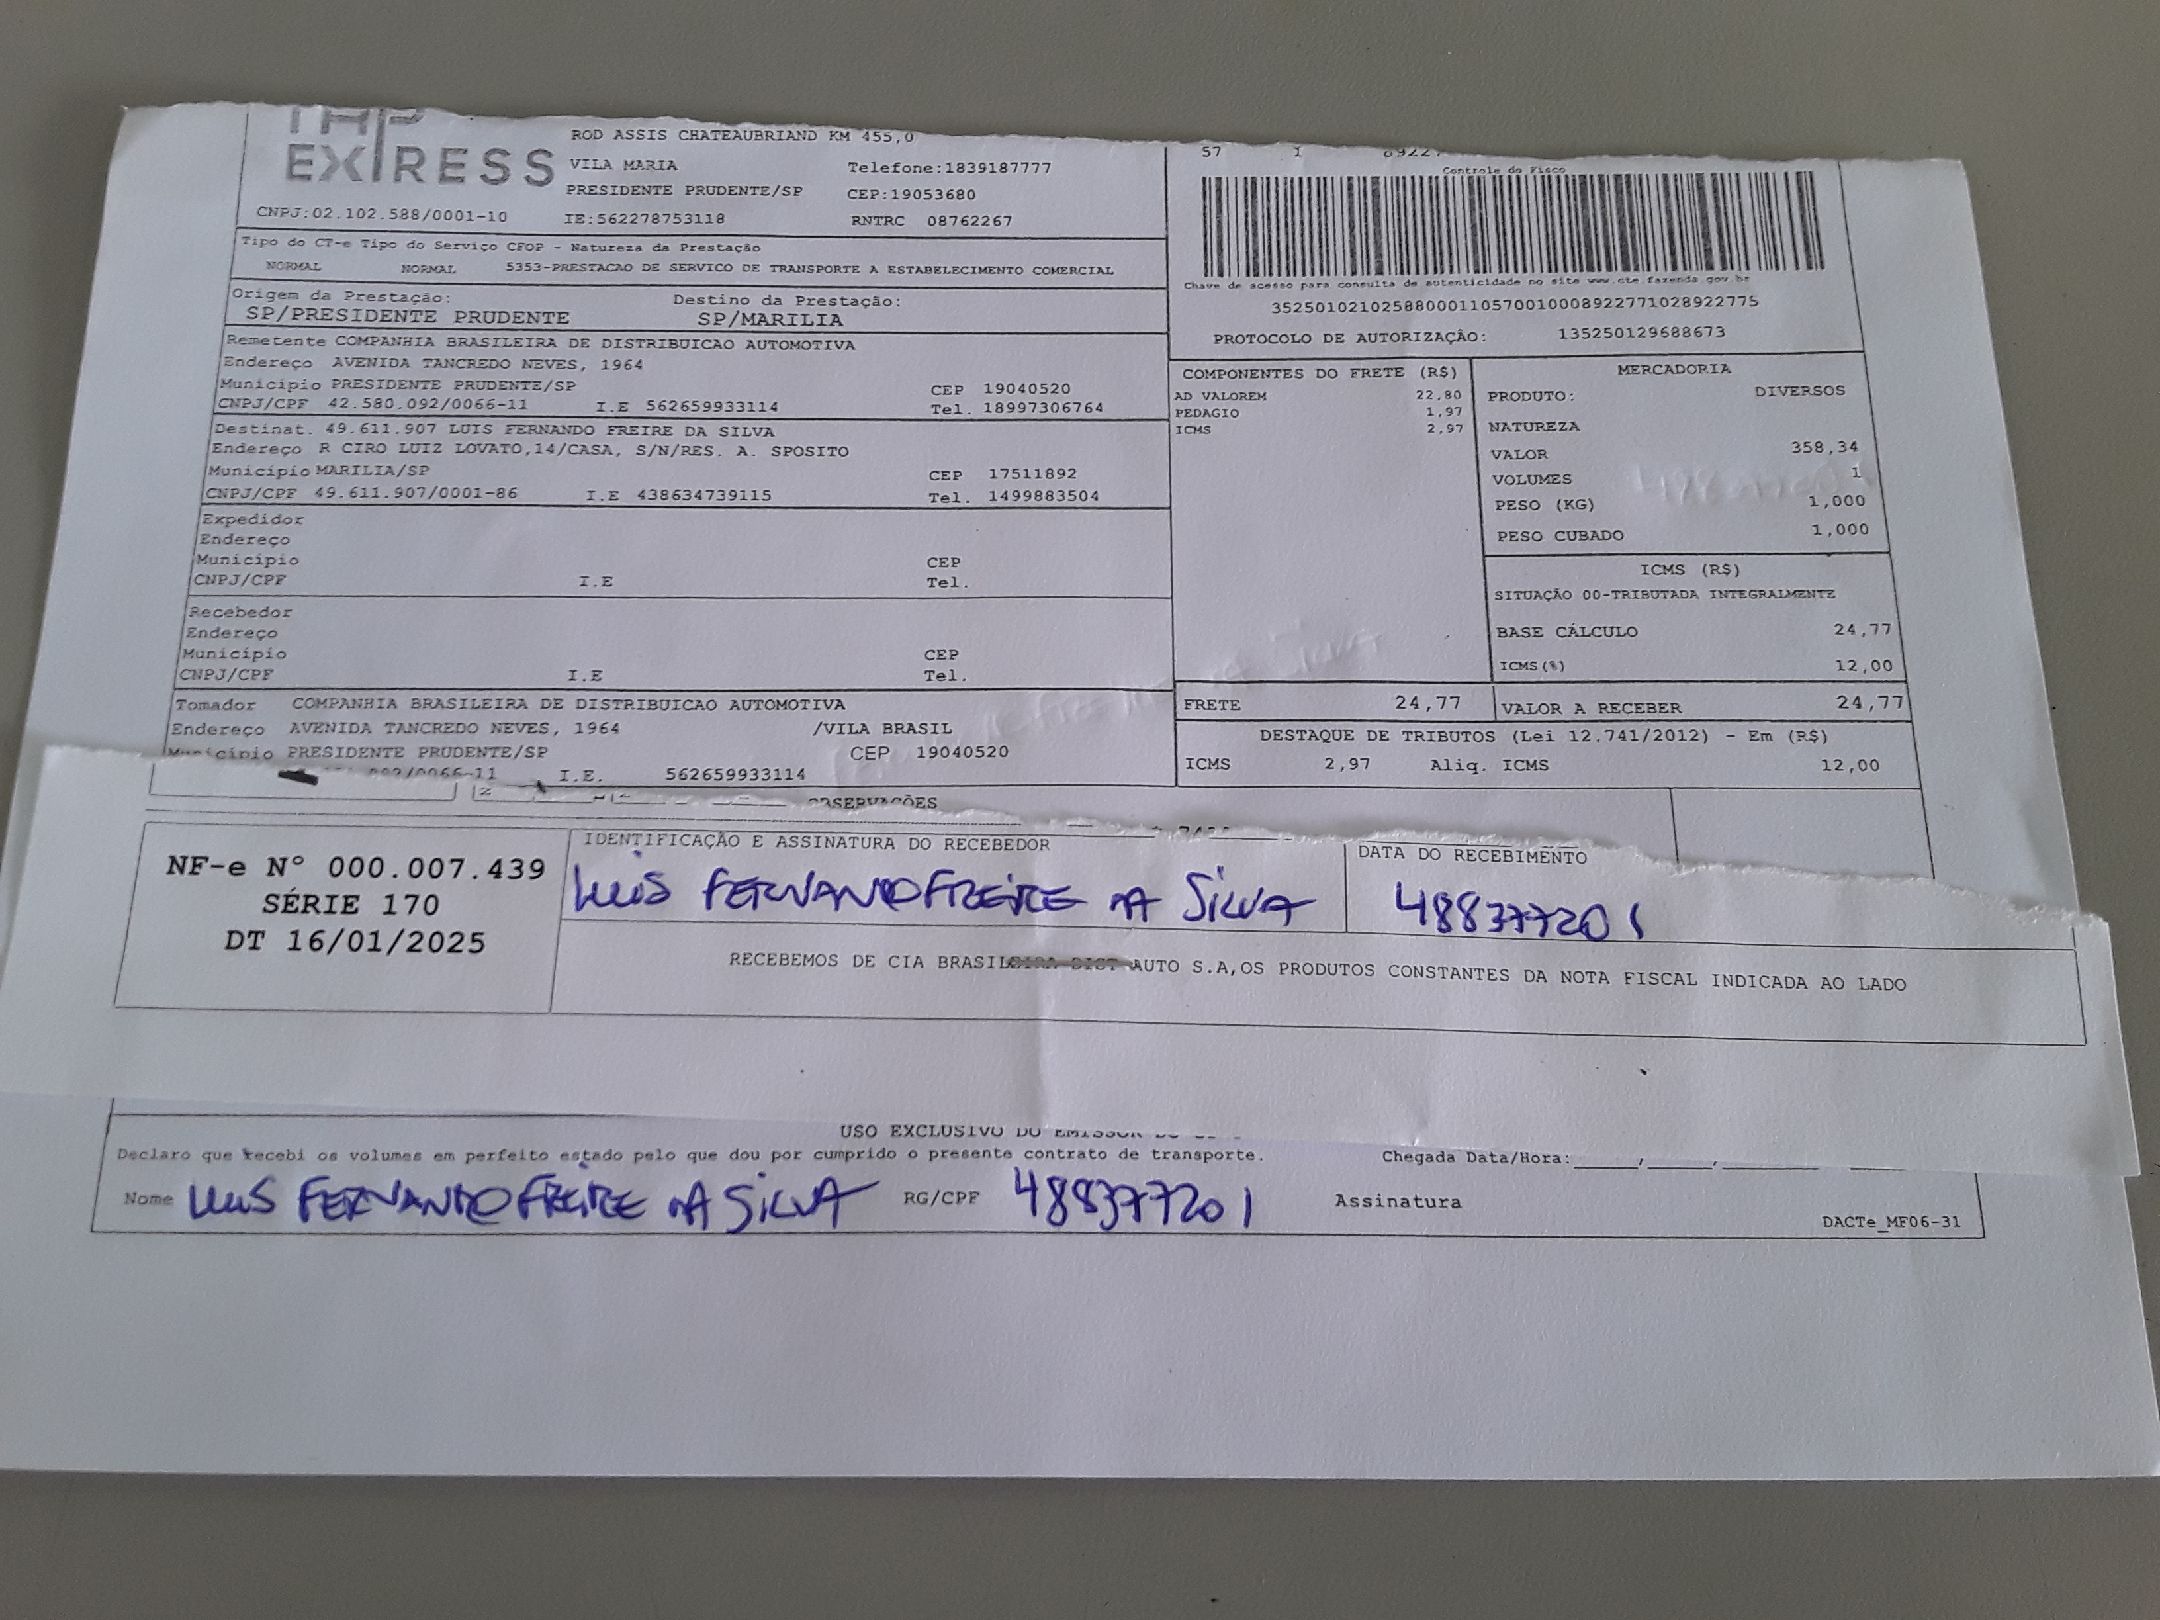 EXPRESS
ROD ASSIS CHATEAUBRIAND KM 455,0
VILA MARIA Telefone:1839187777
PRESIDENTE PRUDENTE/SP CEP:19053680
CNPJ:02.102.588/0001-10 IE:562278753118 RNTRC 08762267
Tipo do CT-e Tipo do Serviço CFOP - Natureza da Prestação
NORMAL NORMAL 5353-PRESTACAO DE SERVICO DE TRANSPORTE A ESTABELECIMENTO COMERCIAL
Origem da Prestação: Destino da Prestação:
SP/PRESIDENTE PRUDENTE SP/MARILIA
Remetente COMPANHIA BRASILEIRA DE DISTRIBUICAO AUTOMOTIVA
Endereço AVENIDA TANCREDO NEVES, 1964
Município PRESIDENTE PRUDENTE/SP CEP 19040520
CNPJ/CPF 42.580.092/0066-11 I.E 562659933114 Tel. 18997306764
Destinat. 49.611.907 LUIS FERNANDO FREIRE DA SILVA
Endereço R CIRO LUIZ LOVATO,14/CASA, S/N/RES. A. SPOSITO
Município MARILIA/SP CEP 17511892
CNPJ/CPF 49.611.907/0001-86 I.E 438634739115 Tel. 1499883504
Expedidor
Endereço
Município CEP
CNPJ/CPF I.E Tel.
Recebedor
Endereço
Município CEP
CNPJ/CPF I.E Tel.
Tomador COMPANHIA BRASILEIRA DE DISTRIBUICAO AUTOMOTIVA
Endereço AVENIDA TANCREDO NEVES, 1964 /VILA BRASIL
Município PRESIDENTE PRUDENTE/SP CEP 19040520
092/0066-11 I.E. 562659933114
57 1
Controle do Fisco
Chave de acesso para consulta de autenticidade no site www.cte.fazenda.gov.br
35250102102588000110570010008922771028922775
PROTOCOLO DE AUTORIZAÇÃO: 135250129688673
COMPONENTES DO FRETE (R$)
AD VALOREM 22,80
PEDAGIO 1,97
ICMS 2,97
MERCADORIA
PRODUTO: DIVERSOS
NATUREZA
VALOR 358,34
VOLUMES 1
PESO (KG) 1,000
PESO CUBADO 1,000
ICMS (R$)
SITUAÇÃO 00-TRIBUTADA INTEGRALMENTE
BASE CÁLCULO 24,77
ICMS(%) 12,00
FRETE 24,77 VALOR A RECEBER 24,77
DESTAQUE DE TRIBUTOS (Lei 12.741/2012) - Em (R$)
ICMS 2,97 Aliq. ICMS 12,00
OBSERVAÇÕES
NF-e Nº 000.007.439
SÉRIE 170
DT 16/01/2025
IDENTIFICAÇÃO E ASSINATURA DO RECEBEDOR
LUIS FERNANDO FREIRE DA SILVA
DATA DO RECEBIMENTO
488377201
RECEBEMOS DE CIA BRASILEIRA DIST AUTO S.A,OS PRODUTOS CONSTANTES DA NOTA FISCAL INDICADA AO LADO
USO EXCLUSIVO DO EMISSOR DO
Declaro que recebi os volumes em perfeito estado pelo que dou por cumprido o presente contrato de transporte. Chegada Data/Hora:
Nome LUIS FERNANDO FREIRE DA SILVA RG/CPF 488377201 Assinatura
DACTe_MF06-31